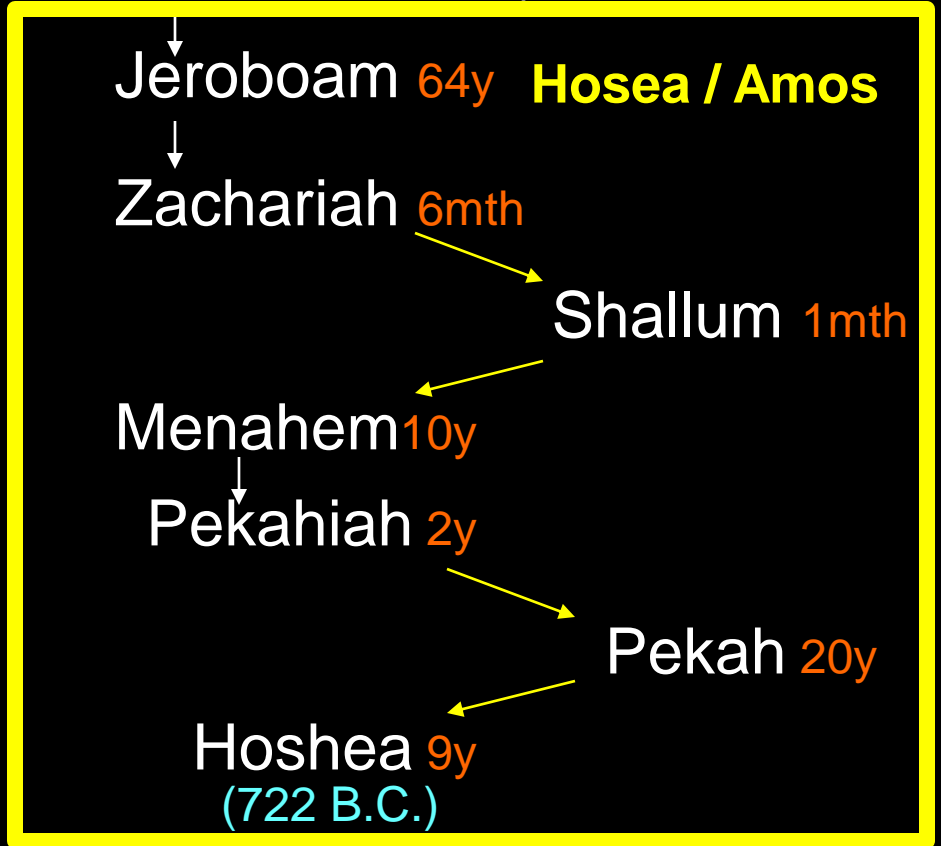 Jeroboam 64y Hosea / Amos
Zachariah 6mth
Shallum 1mth
Menahem10y
Pekahiah 2y
Pekah 20y
Hoshea 9y
(722 B.C.)